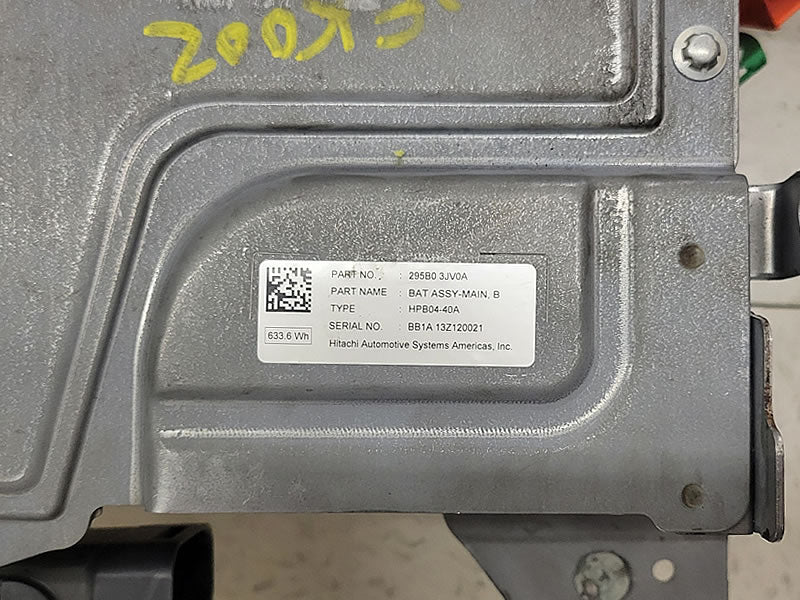 PART NO. : 295B0 3JV0A
PART NAME : BAT ASSY-MAIN, B
TYPE : HPB04-40A
SERIAL NO. : BB1A 13Z120021
633.6 Wh
Hitachi Automotive Systems Americas, Inc.